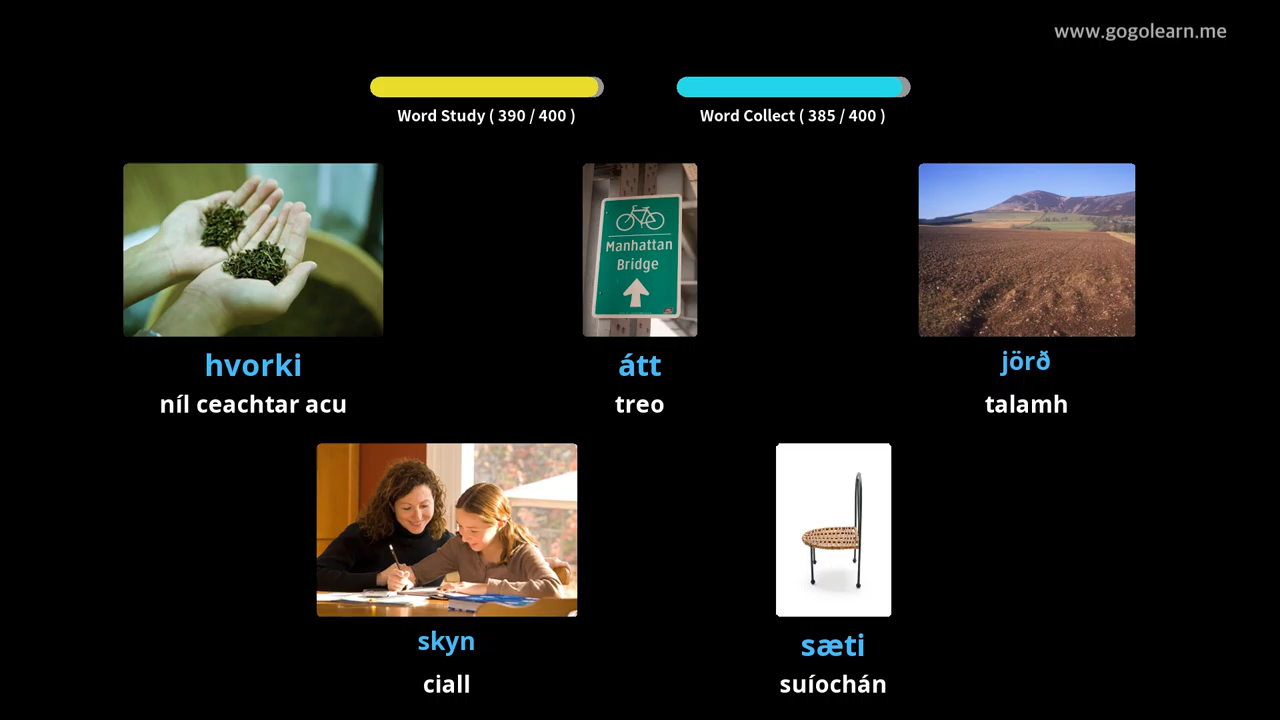 www.gogolearn.me
Word Study ( 390 / 400 )
Word Collect ( 385 / 400 )
Manhattan
Bridge
hvorki
níl ceachtar acu
átt
treo
jörð
talamh
skyn
ciall
sæti
suíochán